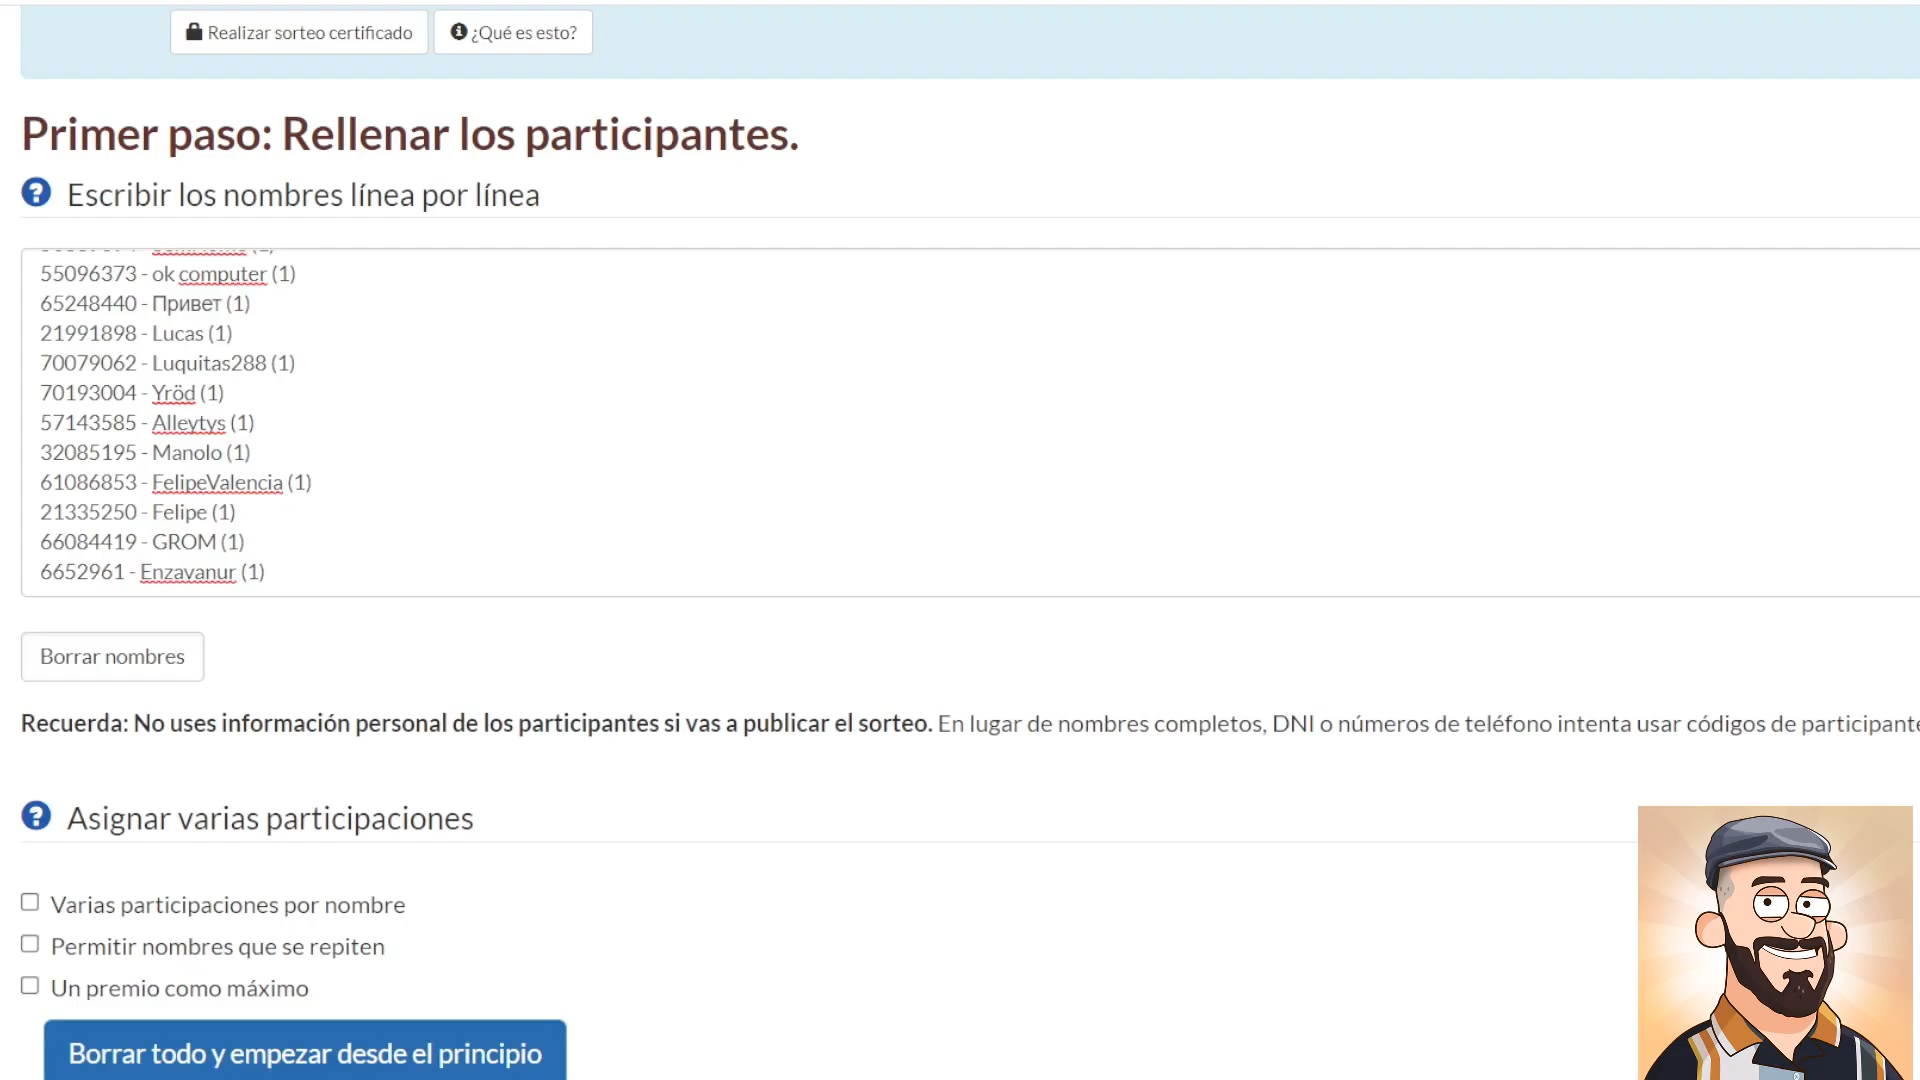 Realizar sorteo certificado
¿Qué es esto?
Primer paso: Rellenar los participantes.
Escribir los nombres línea por línea
55096373 - ok computer (1)
65248440 - Привет (1)
21991898 - Lucas (1)
70079062 - Luquitas288 (1)
70193004 - Yröd (1)
57143585 - Alleytys (1)
32085195 - Manolo (1)
61086853 - FelipeValencia (1)
21335250 - Felipe (1)
66084419 - GROM (1)
6652961 - Enzavanur (1)
Borrar nombres
Recuerda: No uses información personal de los participantes si vas a publicar el sorteo. En lugar de nombres completos, DNI o números de teléfono intenta usar códigos de participante
Asignar varias participaciones
Varias participaciones por nombre
Permitir nombres que se repiten
Un premio como máximo
Borrar todo y empezar desde el principio